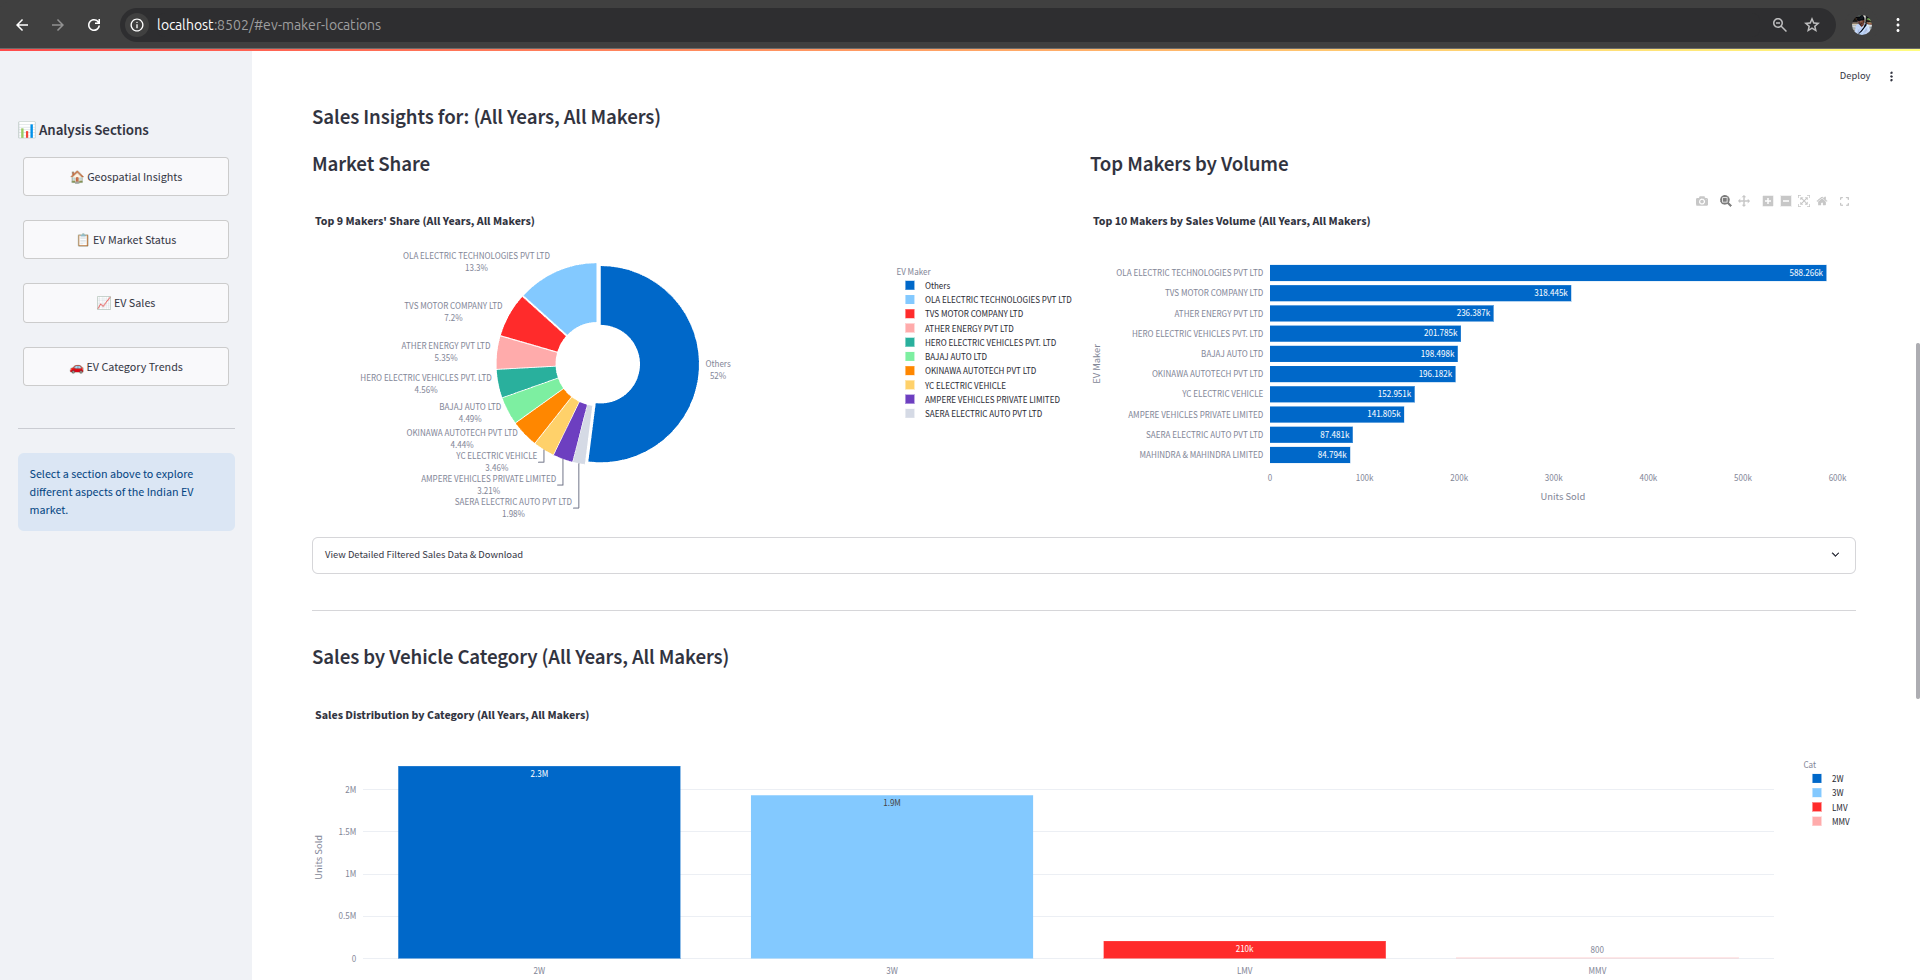 localhost:8502/#ev-maker-locations
Deploy
📊 Analysis Sections
🏠 Geospatial Insights
📋 EV Market Status
📈 EV Sales
🚗 EV Category Trends
Select a section above to explore
different aspects of the Indian EV
market.
Sales Insights for: (All Years, All Makers)
Market Share
Top 9 Makers' Share (All Years, All Makers)
OLA ELECTRIC TECHNOLOGIES PVT LTD
13.3%
TVS MOTOR COMPANY LTD
7.2%
ATHER ENERGY PVT LTD
5.35%
HERO ELECTRIC VEHICLES PVT. LTD
4.56%
BAJAJ AUTO LTD
4.49%
OKINAWA AUTOTECH PVT LTD
4.44%
YC ELECTRIC VEHICLE
3.46%
AMPERE VEHICLES PRIVATE LIMITED
3.21%
SAERA ELECTRIC AUTO PVT LTD
1.98%
Others
52%
EV Maker
Others
OLA ELECTRIC TECHNOLOGIES PVT LTD
TVS MOTOR COMPANY LTD
ATHER ENERGY PVT LTD
HERO ELECTRIC VEHICLES PVT. LTD
BAJAJ AUTO LTD
OKINAWA AUTOTECH PVT LTD
YC ELECTRIC VEHICLE
AMPERE VEHICLES PRIVATE LIMITED
SAERA ELECTRIC AUTO PVT LTD
Top Makers by Volume
Top 10 Makers by Sales Volume (All Years, All Makers)
EV Maker
OLA ELECTRIC TECHNOLOGIES PVT LTD 588.266k
TVS MOTOR COMPANY LTD 318.445k
ATHER ENERGY PVT LTD 236.387k
HERO ELECTRIC VEHICLES PVT. LTD 201.785k
BAJAJ AUTO LTD 198.498k
OKINAWA AUTOTECH PVT LTD 196.182k
YC ELECTRIC VEHICLE 152.951k
AMPERE VEHICLES PRIVATE LIMITED 141.805k
SAERA ELECTRIC AUTO PVT LTD 87.481k
MAHINDRA & MAHINDRA LIMITED 84.794k
0 100k 200k 300k 400k 500k 600k
Units Sold
View Detailed Filtered Sales Data & Download
Sales by Vehicle Category (All Years, All Makers)
Sales Distribution by Category (All Years, All Makers)
Units Sold
2M
1.5M
1M
0.5M
0
2.3M
1.9M
210k
800
2W 3W LMV MMV
Cat
2W
3W
LMV
MMV